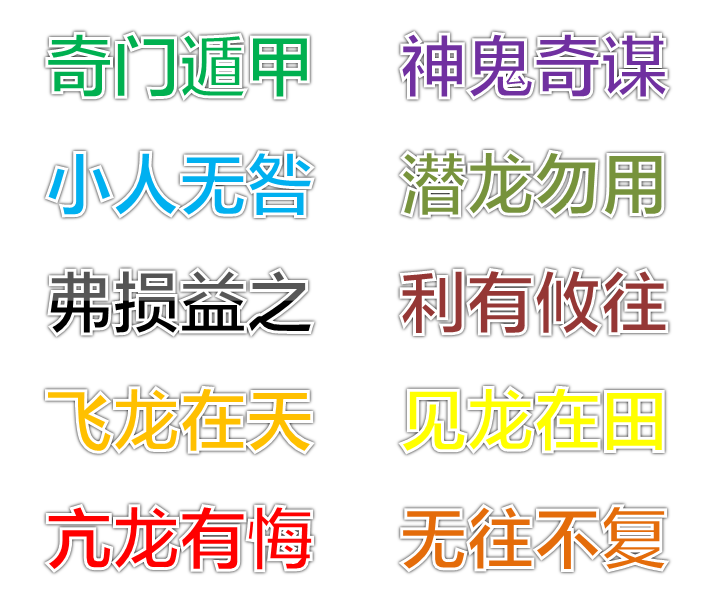 奇门遁甲 神鬼奇谋
小人无咎 潜龙勿用
弗损益之 利有攸往
飞龙在天 见龙在田
亢龙有悔 无往不复